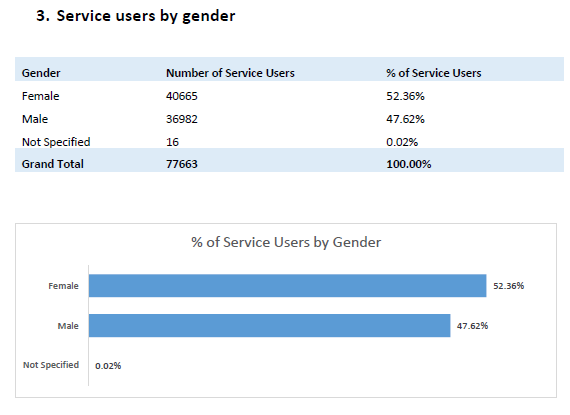 3. Service users by gender
Gender Number of Service Users % of Service Users
Female 40665 52.36%
Male 36982 47.62%
Not Specified 16 0.02%
Grand Total 77663 100.00%
% of Service Users by Gender
Female 52.36%
Male 47.62%
Not Specified 0.02%